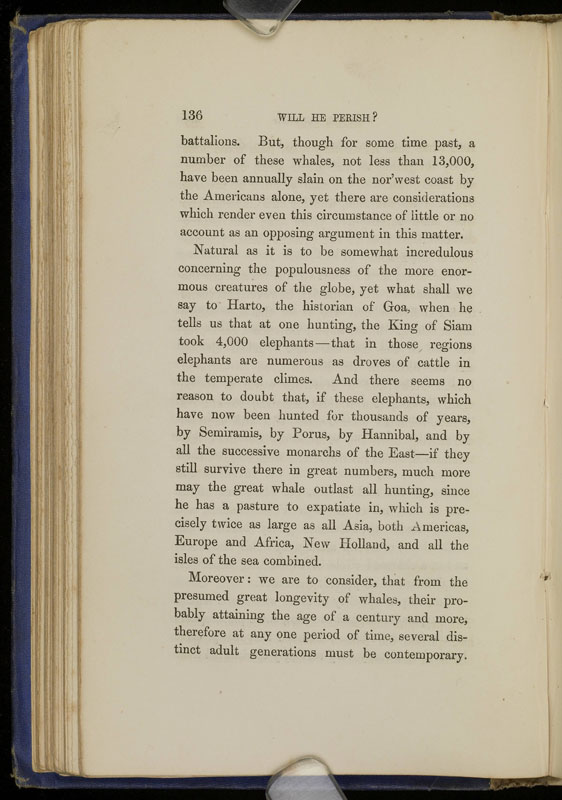 136 WILL HE PERISH?
battalions. But, though for some time past, a
number of these whales, not less than 13,000,
have been annually slain on the nor'west coast by
the Americans alone, yet there are considerations
which render even this circumstance of little or no
account as an opposing argument in this matter.
Natural as it is to be somewhat incredulous
concerning the populousness of the more enor-
mous creatures of the globe, yet what shall we
say to Harto, the historian of Goa, when he
tells us that at one hunting, the King of Siam
took 4,000 elephants—that in those regions
elephants are numerous as droves of cattle in
the temperate climes. And there seems no
reason to doubt that, if these elephants, which
have now been hunted for thousands of years,
by Semiramis, by Porus, by Hannibal, and by
all the successive monarchs of the East—if they
still survive there in great numbers, much more
may the great whale outlast all hunting, since
he has a pasture to expatiate in, which is pre-
cisely twice as large as all Asia, both Americas,
Europe and Africa, New Holland, and all the
isles of the sea combined.
Moreover: we are to consider, that from the
presumed great longevity of whales, their pro-
bably attaining the age of a century and more,
therefore at any one period of time, several dis-
tinct adult generations must be contemporary.